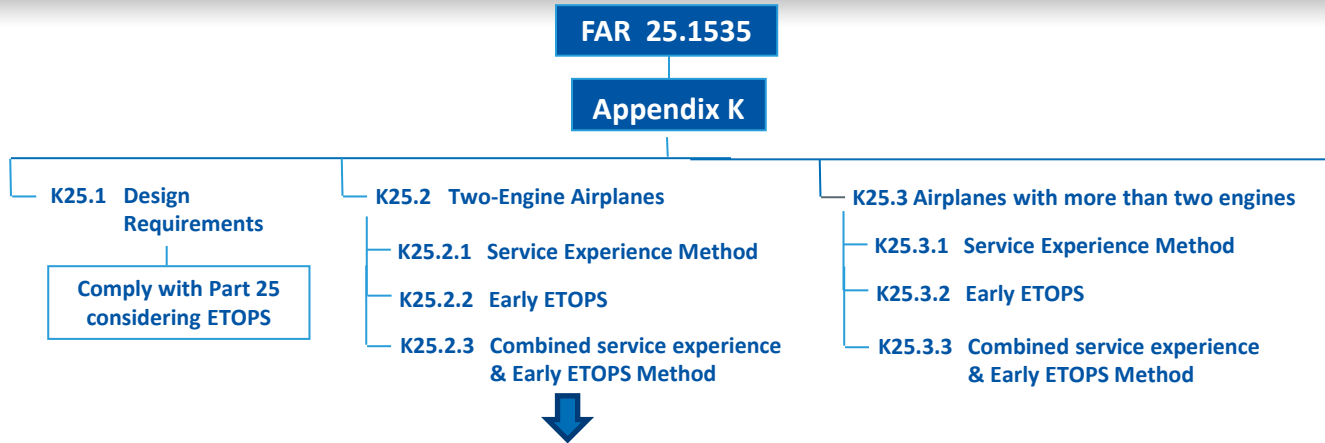 FAR 25.1535
Appendix K
K25.1 Design
Requirements
Comply with Part 25
considering ETOPS
K25.2 Two-Engine Airplanes
K25.2.1 Service Experience Method
K25.2.2 Early ETOPS
K25.2.3 Combined service experience
& Early ETOPS Method
K25.3 Airplanes with more than two engines
K25.3.1 Service Experience Method
K25.3.2 Early ETOPS
K25.3.3 Combined service experience
& Early ETOPS Method